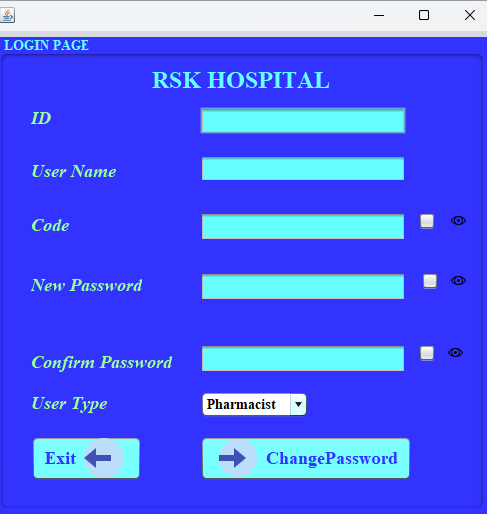 LOGIN PAGE
RSK HOSPITAL
ID
User Name
Code
New Password
Confirm Password
User Type Pharmacist
Exit ChangePassword